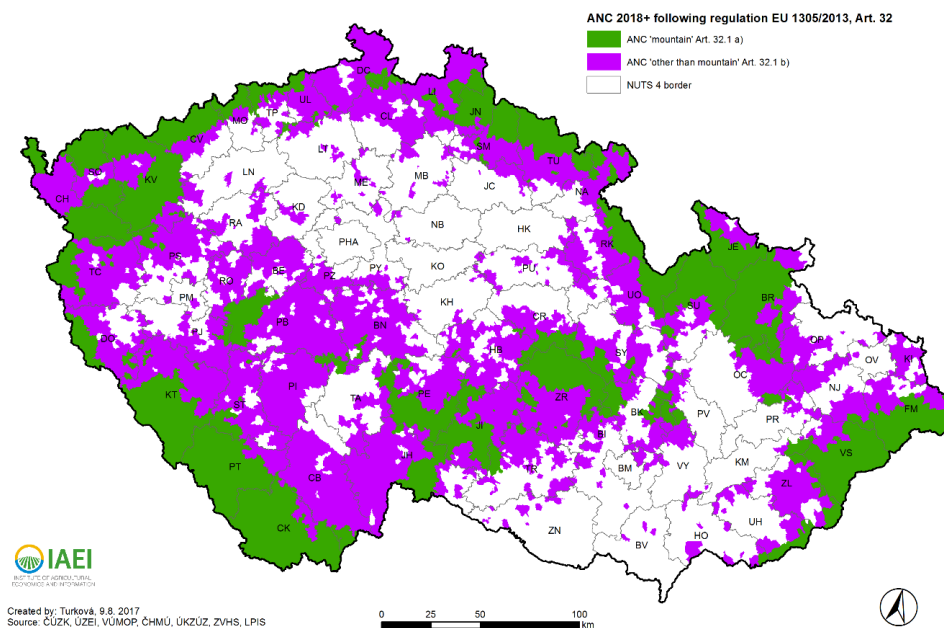 ANC 2018+ following regulation EU 1305/2013, Art. 32
ANC 'mountain' Art. 32.1 a)
ANC 'other than mountain' Art. 32.1 b)
NUTS 4 border
DC
LI
UL
JN
TP
MO
CL
CV
SM
LT
TU
SO
KV
LN
ME
MB
JC
NA
CH
KD
RA
NB
HK
PHA
RK
JE
PS
TC
BE
PZ
PY
KO
PU
RO
PM
KH
UO
SU
BR
PJ
PB
BN
CR
DO
HB
SY
OP
OV
KI
KT
PI
PE
ZR
OC
NJ
ST
TA
BK
PV
PR
FM
JI
VS
PT
JH
BI
CB
TR
BM
VY
KM
ZL
CK
ZN
BV
HO
UH
IAEI
INSTITUTE OF AGRICULTURAL
ECONOMICS AND INFORMATION
Created by: Turková, 9.8. 2017
Source: ČÚZK, ÚZEI, VÚMOP, ČHMÚ, ÚKZÚZ, ZVHS, LPIS
0 25 50 100
km